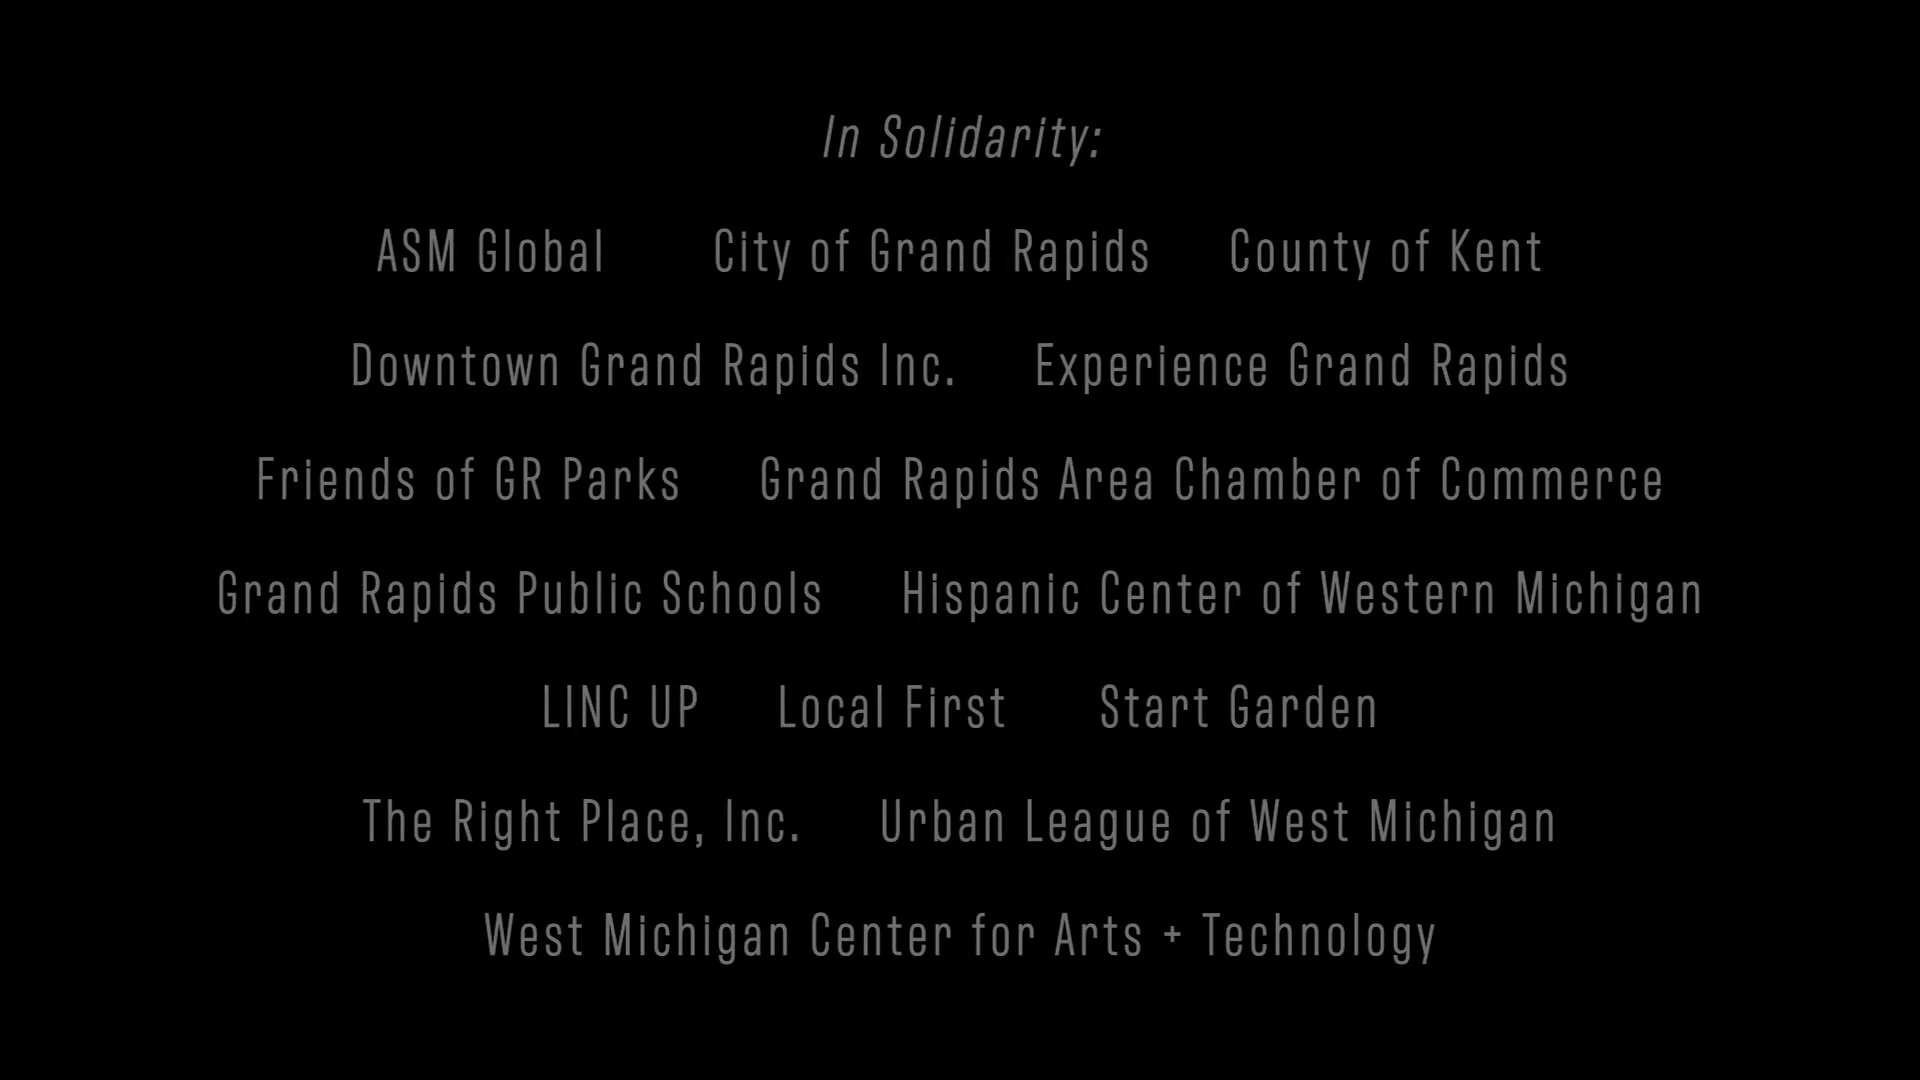 In Solidarity:
ASM Global City of Grand Rapids County of Kent
Downtown Grand Rapids Inc. Experience Grand Rapids
Friends of GR Parks Grand Rapids Area Chamber of Commerce
Grand Rapids Public Schools Hispanic Center of Western Michigan
LINC UP Local First Start Garden
The Right Place, Inc. Urban League of West Michigan
West Michigan Center for Arts + Technology